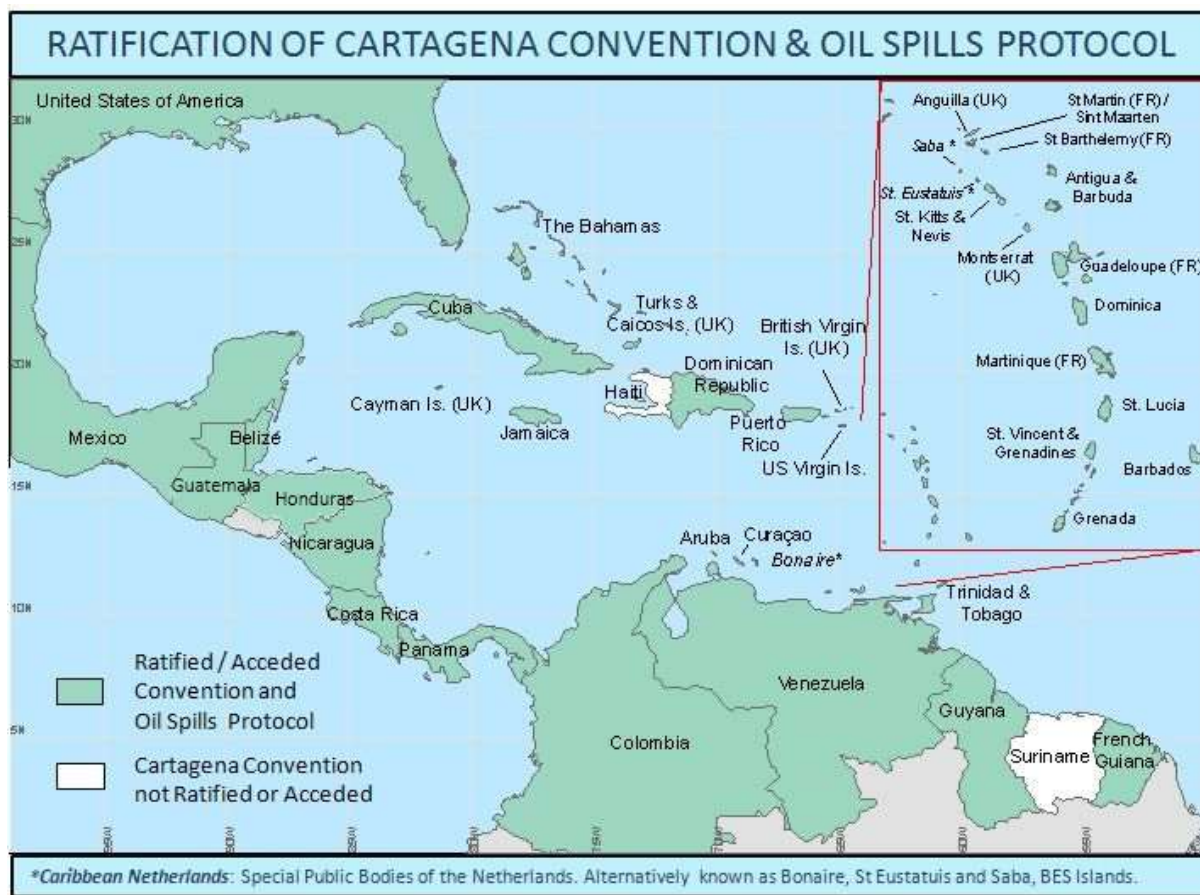 RATIFICATION OF CARTAGENA CONVENTION & OIL SPILLS PROTOCOL
United States of America
The Bahamas
Cuba
Turks &
Caicos Is. (UK)
British Virgin
Is. (UK)
Dominican
Republic
Haiti
Cayman Is. (UK)
Jamaica
Puerto
Rico
US Virgin Is.
Mexico
Belize
Guatemala
Honduras
Nicaragua
Costa Rica
Panama
Aruba
Curaçao
Bonaire*
Trinidad &
Tobago
Venezuela
Colombia
Guyana
Suriname
French
Guiana
Anguilla (UK)
St Martin (FR) /
Sint Maarten
St Barthelemy (FR)
Saba *
St. Eustatuis *
St. Kitts &
Nevis
Antigua &
Barbuda
Montserrat
(UK)
Guadeloupe (FR)
Dominica
Martinique (FR)
St. Lucia
St. Vincent &
Grenadines
Barbados
Grenada
30N
25N
20N
15N
10N
5N
Ratified / Acceded
Convention and
Oil Spills Protocol
Cartagena Convention
not Ratified or Acceded
*Caribbean Netherlands: Special Public Bodies of the Netherlands. Alternatively known as Bonaire, St Eustatuis and Saba, BES Islands.